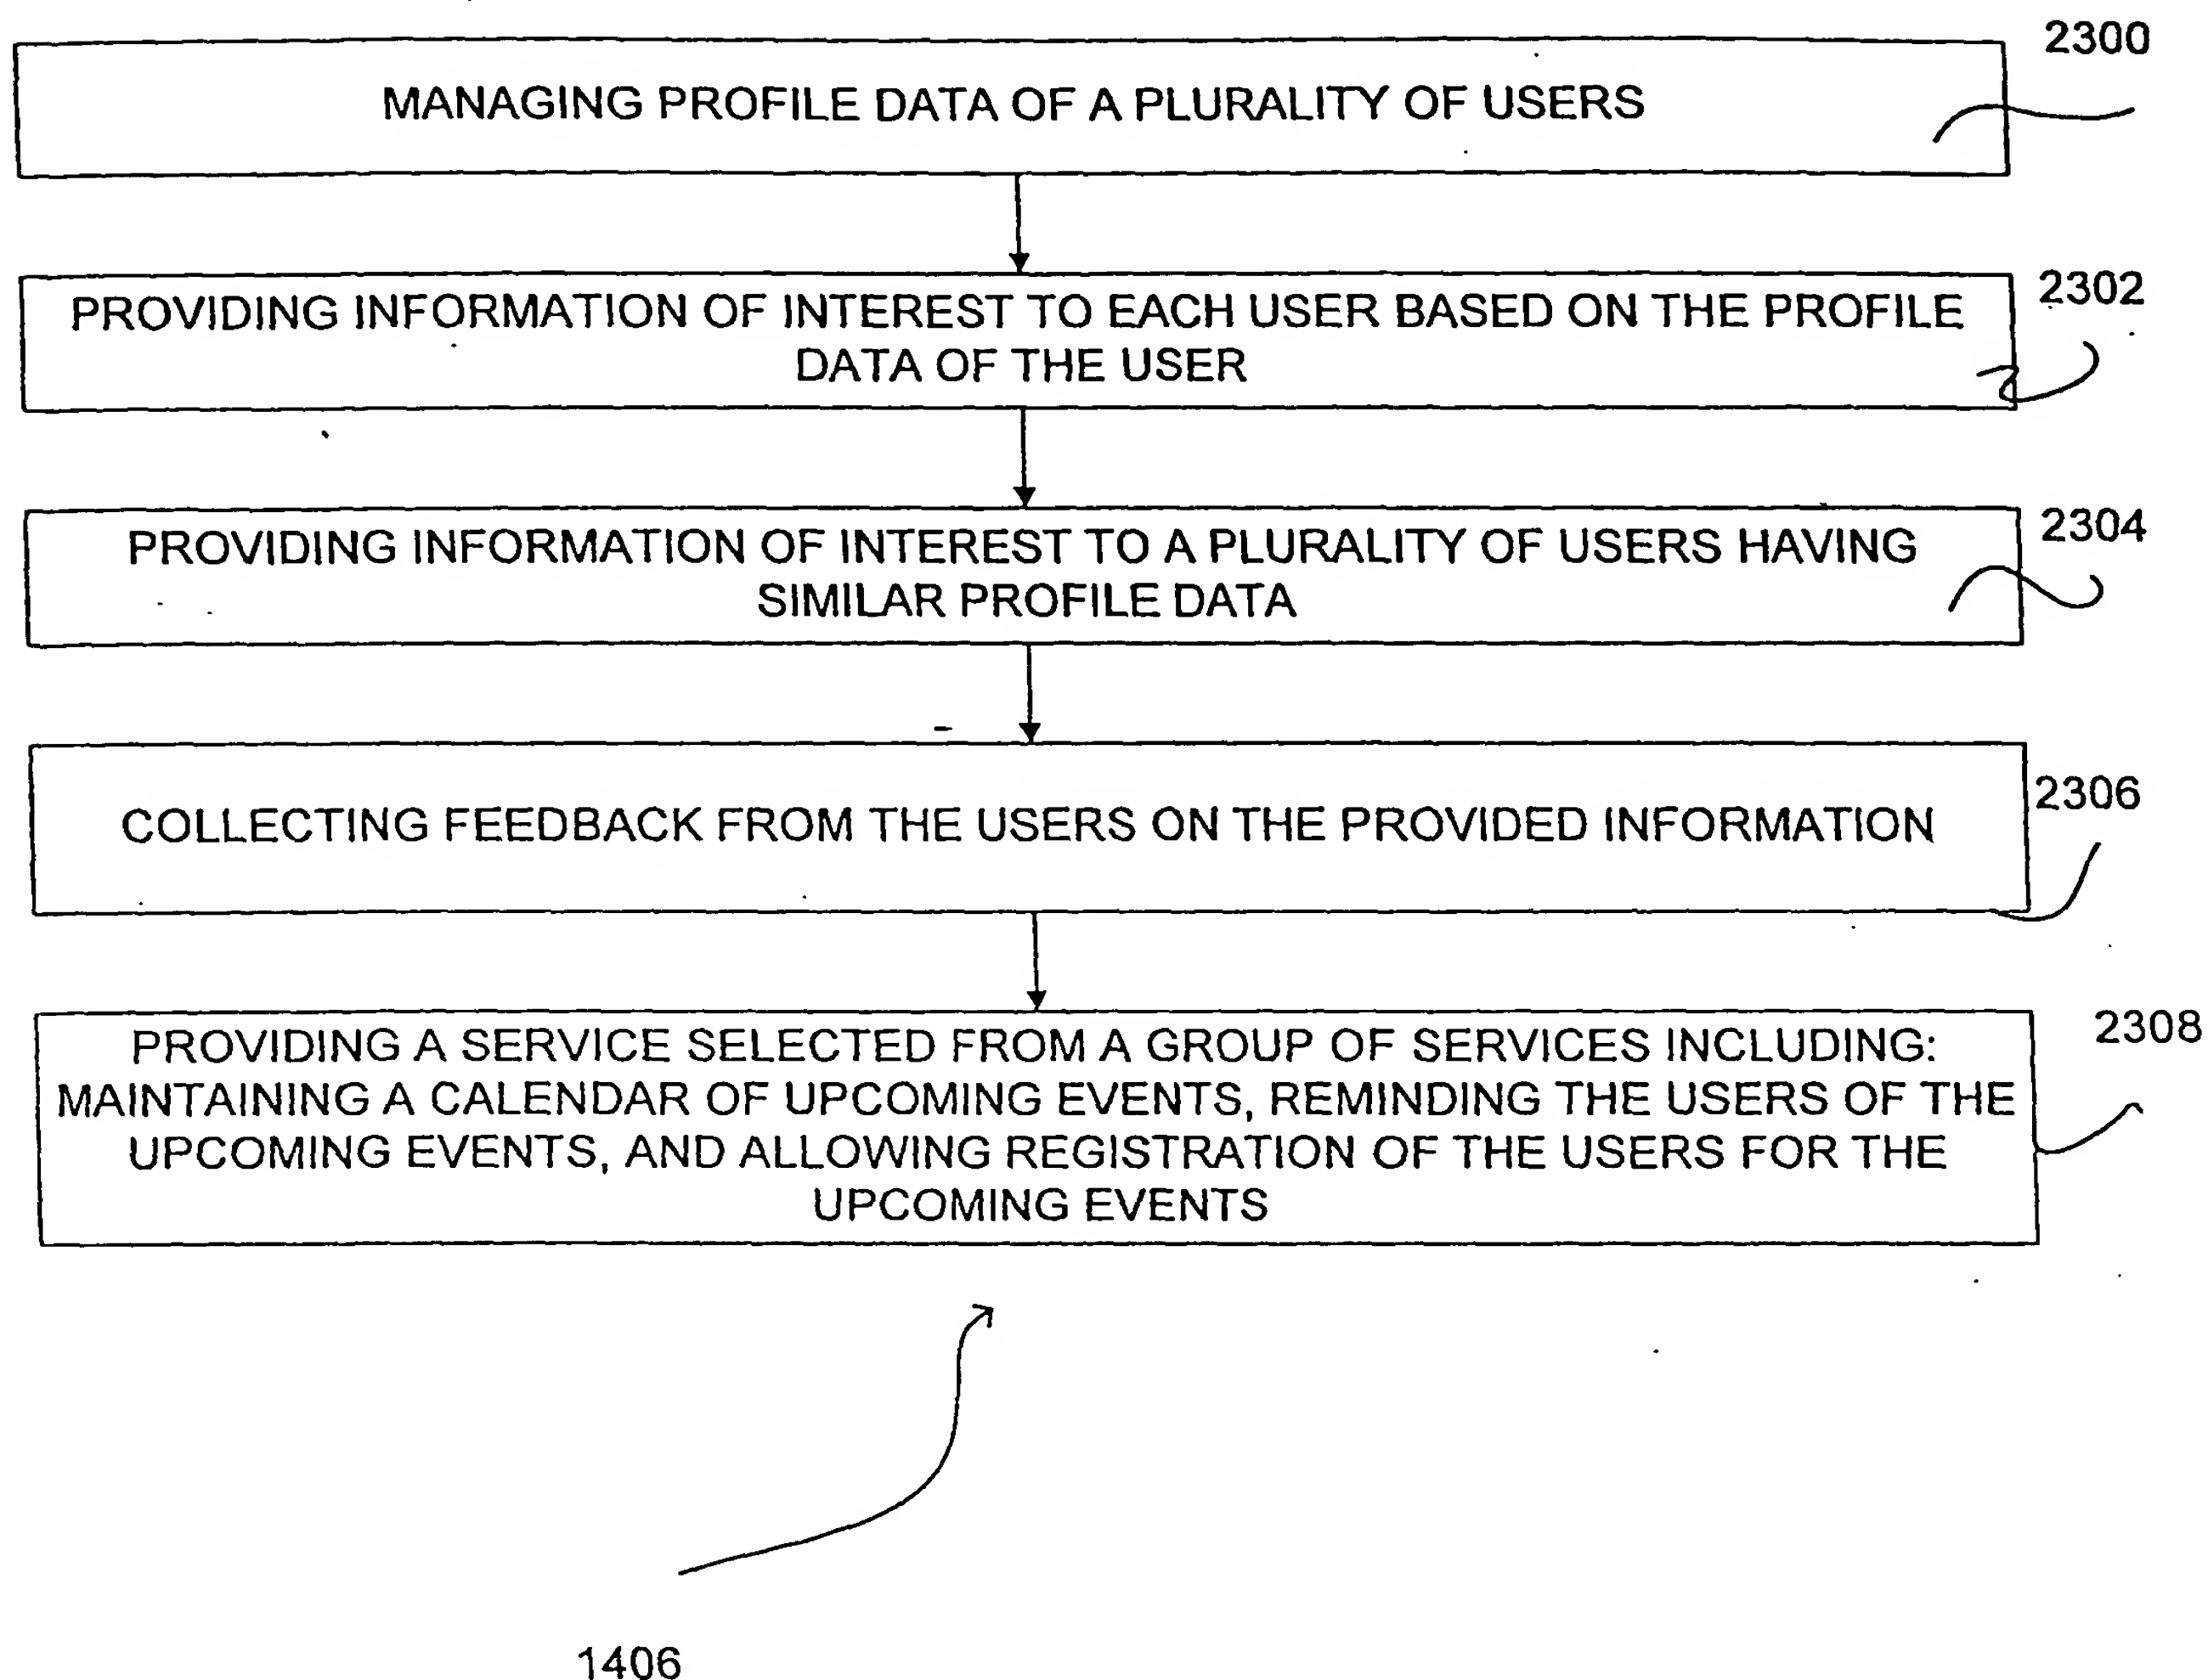 2300
MANAGING PROFILE DATA OF A PLURALITY OF USERS
2302
PROVIDING INFORMATION OF INTEREST TO EACH USER BASED ON THE PROFILE
DATA OF THE USER
2304
PROVIDING INFORMATION OF INTEREST TO A PLURALITY OF USERS HAVING
SIMILAR PROFILE DATA
2306
COLLECTING FEEDBACK FROM THE USERS ON THE PROVIDED INFORMATION
2308
PROVIDING A SERVICE SELECTED FROM A GROUP OF SERVICES INCLUDING:
MAINTAINING A CALENDAR OF UPCOMING EVENTS, REMINDING THE USERS OF THE
UPCOMING EVENTS, AND ALLOWING REGISTRATION OF THE USERS FOR THE
UPCOMING EVENTS
1406